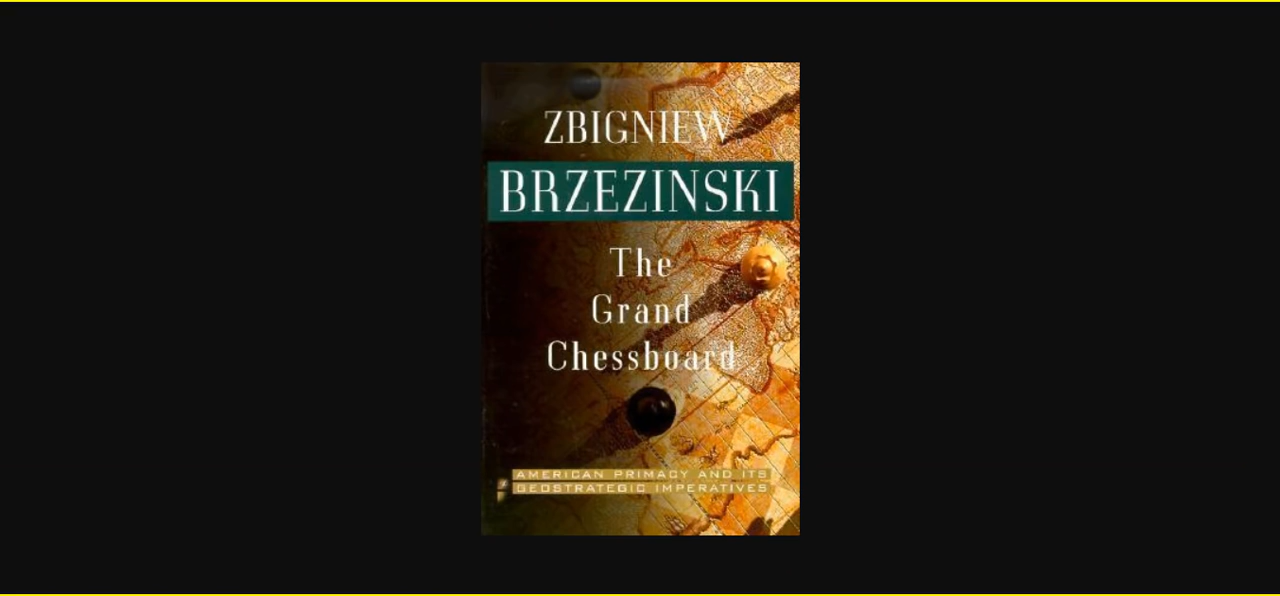 ZBIGNIEW
BRZEZINSKI
The
Grand
Chessboard
AMERICAN PRIMACY AND ITS
GEOSTRATEGIC IMPERATIVES